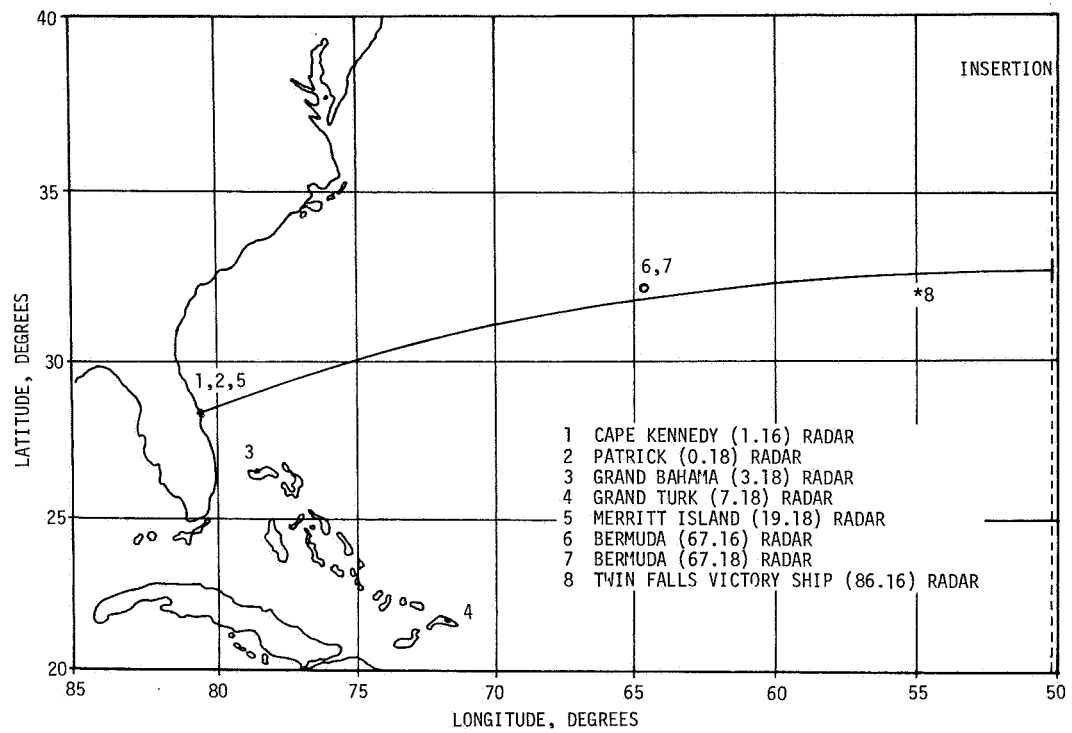 40
INSERTION
35
6,7
*8
30
1,2,5
LATITUDE, DEGREES
3
1 CAPE KENNEDY (1.16) RADAR
2 PATRICK (0.18) RADAR
3 GRAND BAHAMA (3.18) RADAR
4 GRAND TURK (7.18) RADAR
5 MERRITT ISLAND (19.18) RADAR
6 BERMUDA (67.16) RADAR
7 BERMUDA (67.18) RADAR
8 TWIN FALLS VICTORY SHIP (86.16) RADAR
25
4
20
85 80 75 70 65 60 55 50
LONGITUDE, DEGREES